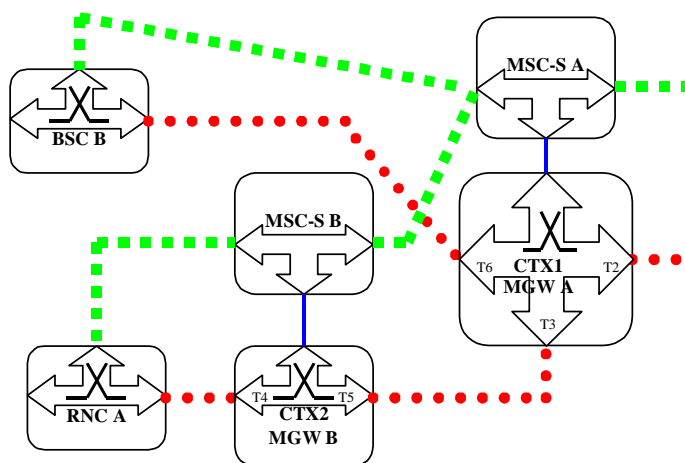 MSC-S A
BSC B
MSC-S B
T6
CTX1
T2
MGW A
T3
T4
T5
RNC A
CTX2
MGW B